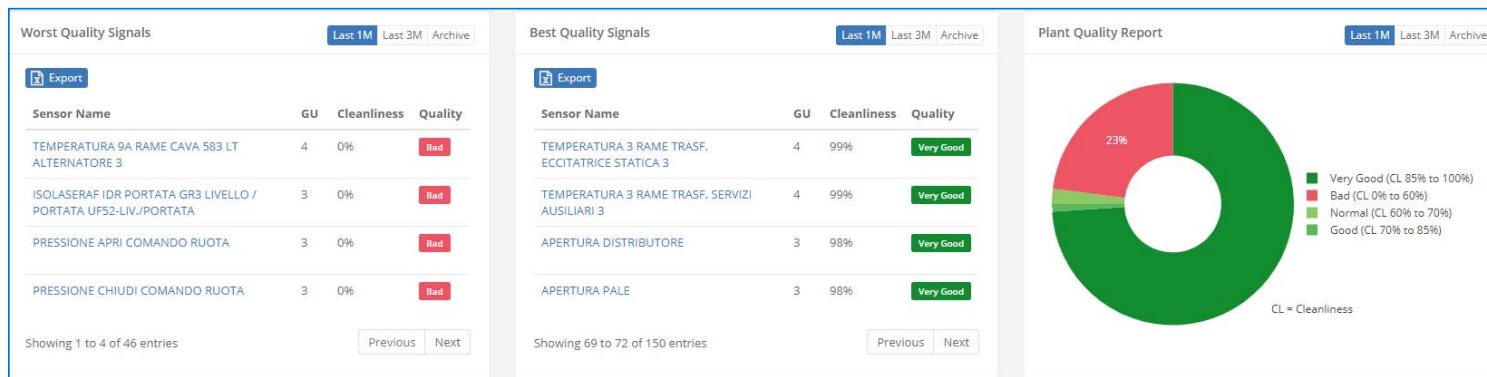 Worst Quality Signals
Last 1M Last 3M Archive
Export
Sensor Name GU Cleanliness Quality
TEMPERATURA 9A RAME CAVA 583 LT
ALTERNATORE 3
4 0% Bad
ISOLASERAF IDR PORTATA GR3 LIVELLO /
PORTATA UF52-LIV./PORTATA
3 0% Bad
PRESSIONE APRI COMANDO RUOTA 3 0% Bad
PRESSIONE CHIUDI COMANDO RUOTA 3 0% Bad
Showing 1 to 4 of 46 entries
Previous Next
Best Quality Signals
Last 1M Last 3M Archive
Export
Sensor Name GU Cleanliness Quality
TEMPERATURA 3 RAME TRASF.
ECCITATRICE STATICA 3
4 99% Very Good
TEMPERATURA 3 RAME TRASF. SERVIZI
AUSILIARI 3
4 99% Very Good
APERTURA DISTRIBUTORE 3 98% Very Good
APERTURA PALE 3 98% Very Good
Showing 69 to 72 of 150 entries
Previous Next
Plant Quality Report
Last 1M Last 3M Archive
23%
Very Good (CL 85% to 100%)
Bad (CL 0% to 60%)
Normal (CL 60% to 70%)
Good (CL 70% to 85%)
CL = Cleanliness